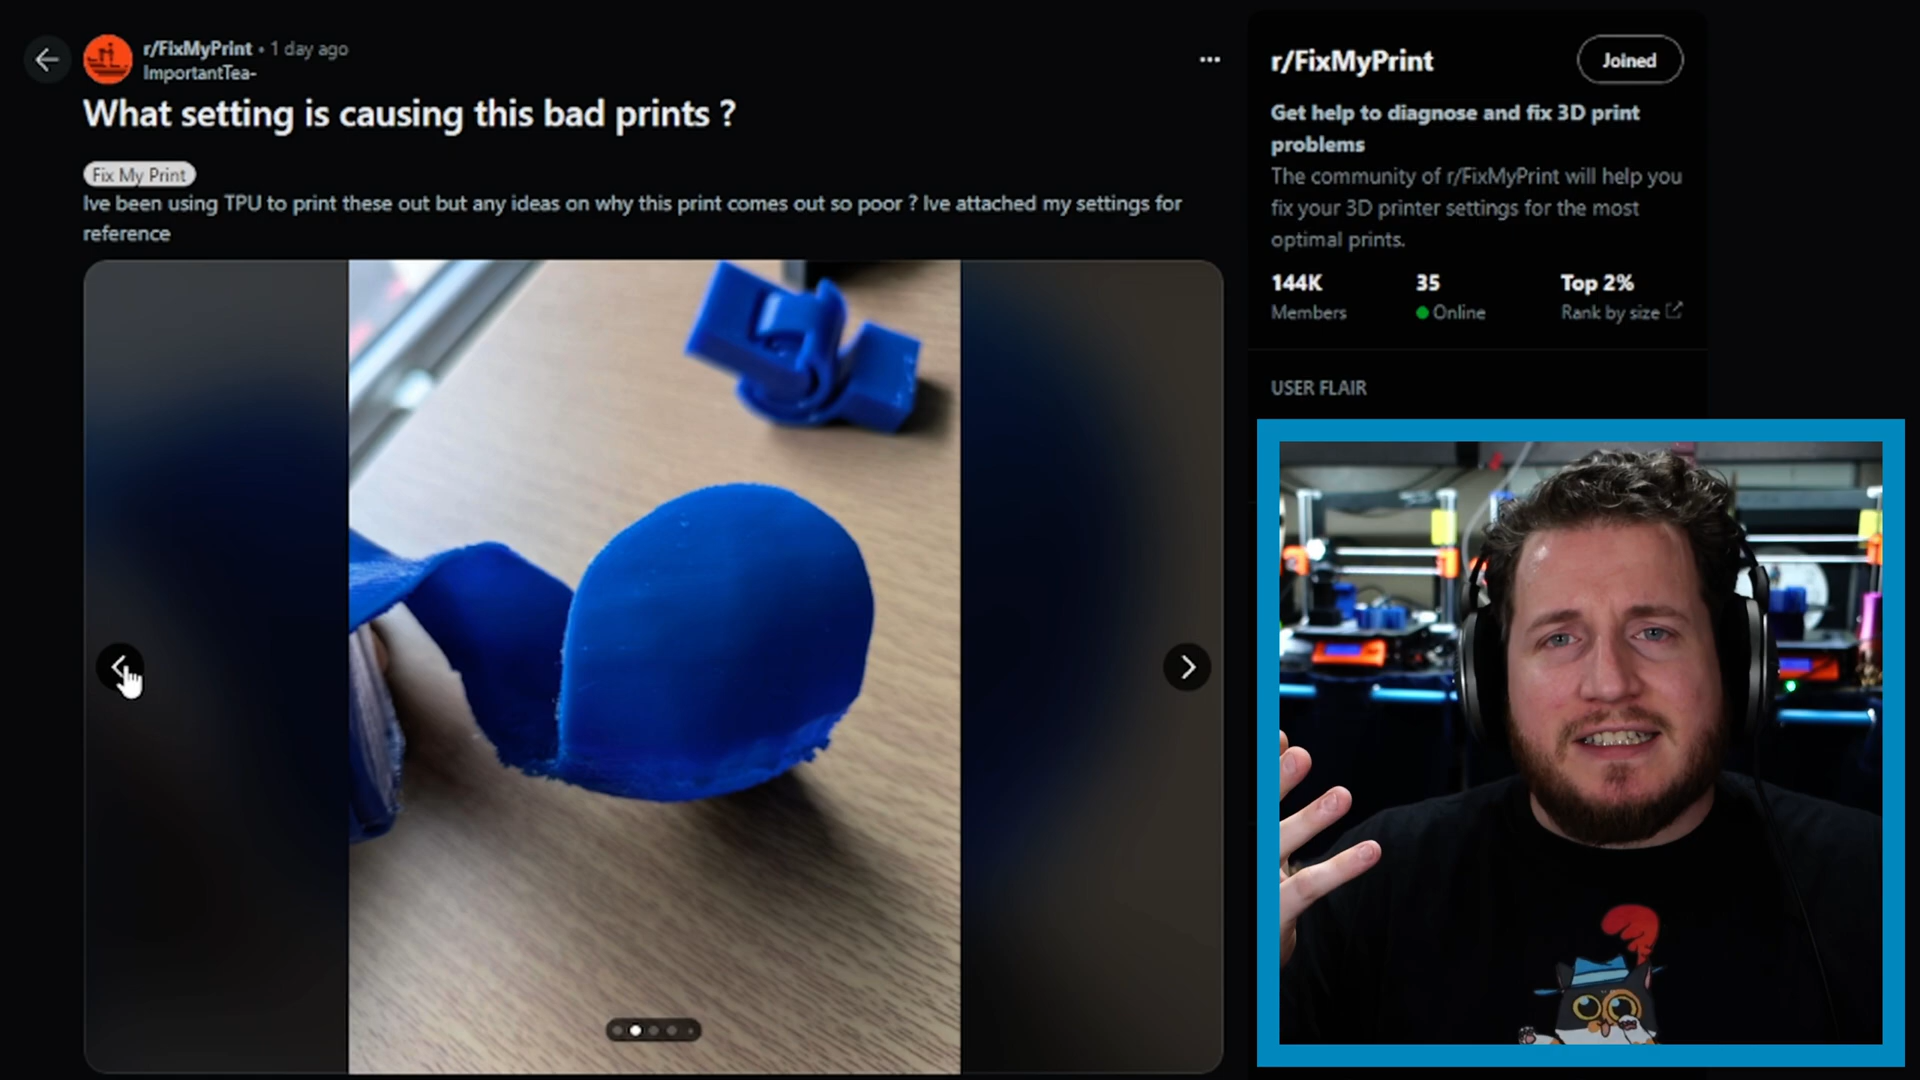 r/FixMyPrint • 1 day ago
ImportantTea-
What setting is causing this bad prints ?
Fix My Print
Ive been using TPU to print these out but any ideas on why this print comes out so poor ? Ive attached my settings for
reference
r/FixMyPrint
Joined
Get help to diagnose and fix 3D print
problems
The community of r/FixMyPrint will help you
fix your 3D printer settings for the most
optimal prints.
144K
Members
35
Online
Top 2%
Rank by size
USER FLAIR